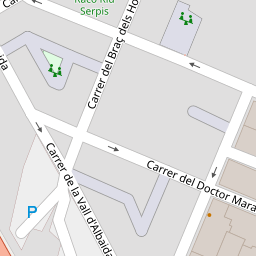 Racó Riu
Serpis
Carrer del Braç dels Ho
Carrer de la Vall d'Albaida
Carrer del Doctor Mara
P